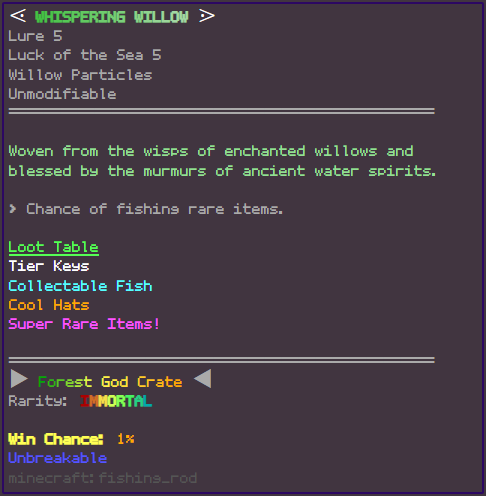 ⋖ WHISPERING WILLOW ⋗
Lure 5
Luck of the Sea 5
Willow Particles
Unmodifiable
Woven from the wisps of enchanted willows and
blessed by the murmurs of ancient water spirits.
> Chance of fishing rare items.
Loot Table
Tier Keys
Collectable Fish
Cool Hats
Super Rare Items!
▶ Forest God Crate ◀
Rarity: IMMORTAL
Win Chance: 1%
Unbreakable
minecraft:fishing_rod